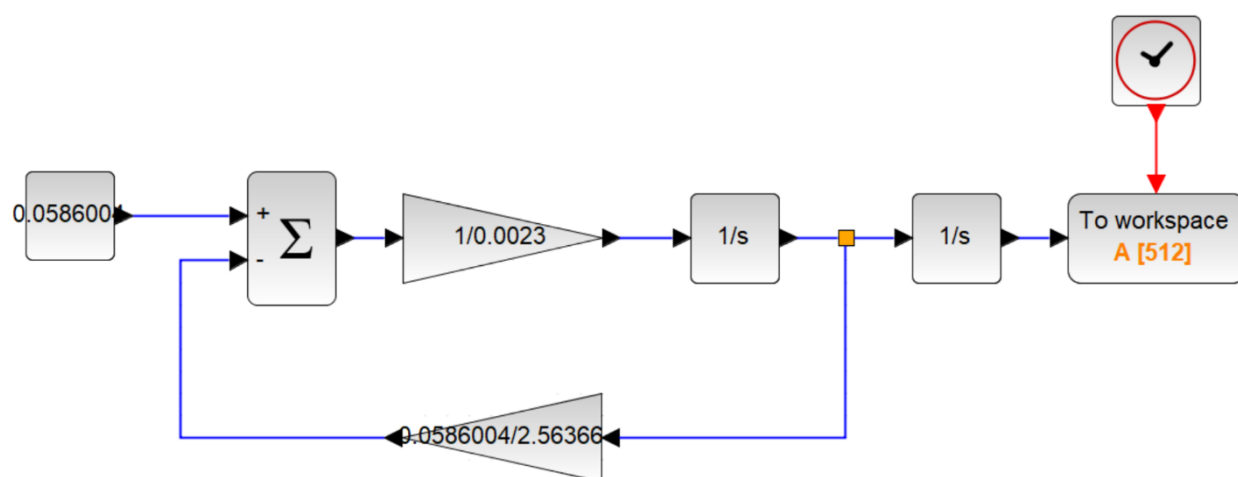 0.0586004
+
-
Σ
1/0.0023
1/s
1/s
To workspace
A [512]
0.0586004/2.56366